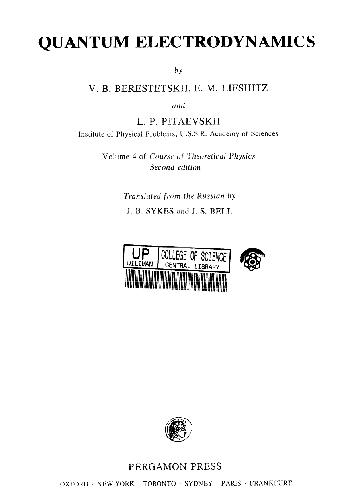 QUANTUM ELECTRODYNAMICS
by
V. B. BERESTETSKII, E. M. LIFSHITZ
and
L. P. PITAEVSKII
Institute of Physical Problems, U.S.S.R. Academy of Sciences
Volume 4 of Course of Theoretical Physics
Second edition
Translated from the Russian by
J. B. SYKES and J. S. BELL
UP COLLEGE OF SCIENCE
DILIMAN CENTRAL LIBRARY
PERGAMON PRESS
OXFORD · NEW YORK · TORONTO · SYDNEY · PARIS · FRANKFURT